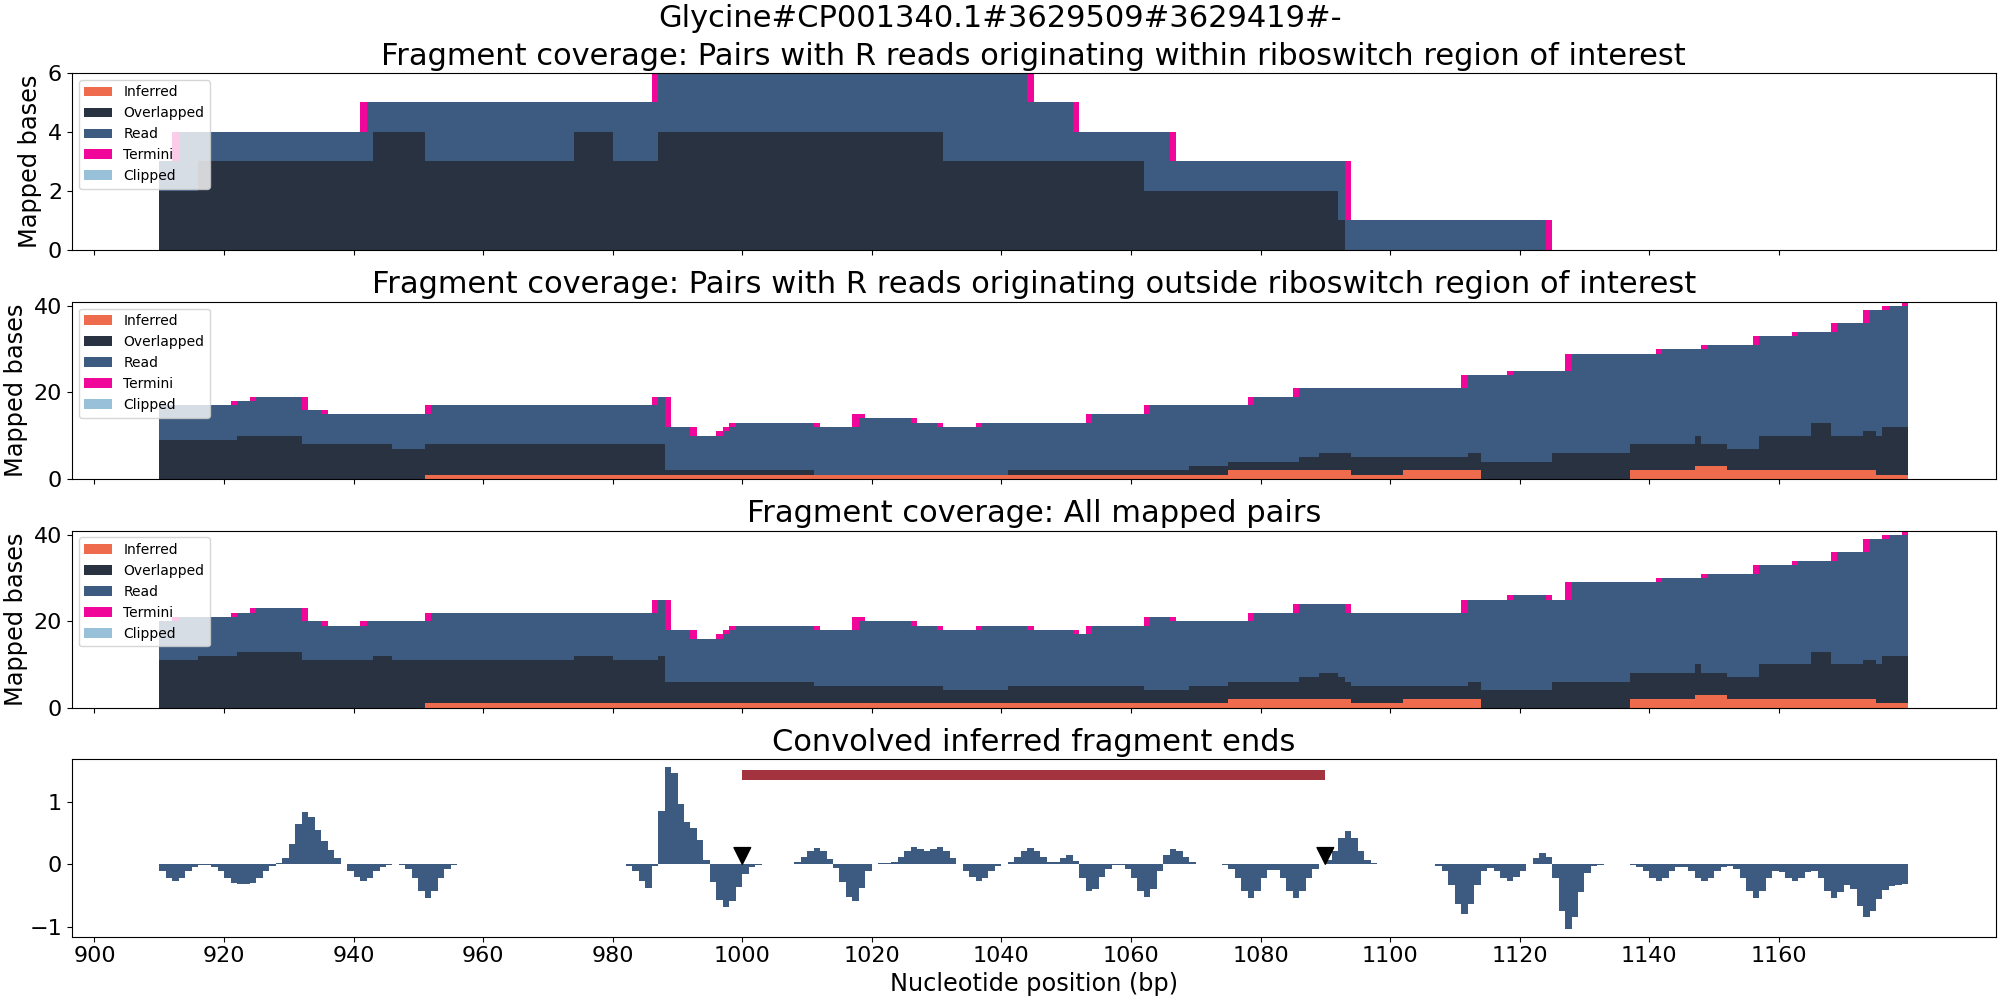 Glycine#CP001340.1#3629509#3629419#-
Fragment coverage: Pairs with R reads originating within riboswitch region of interest
Mapped bases
6
4
2
0
Inferred
Overlapped
Read
Termini
Clipped
Fragment coverage: Pairs with R reads originating outside riboswitch region of interest
Mapped bases
40
20
0
Inferred
Overlapped
Read
Termini
Clipped
Fragment coverage: All mapped pairs
Mapped bases
40
20
0
Inferred
Overlapped
Read
Termini
Clipped
Convolved inferred fragment ends
1
0
−1
900 920 940 960 980 1000 1020 1040 1060 1080 1100 1120 1140 1160
Nucleotide position (bp)